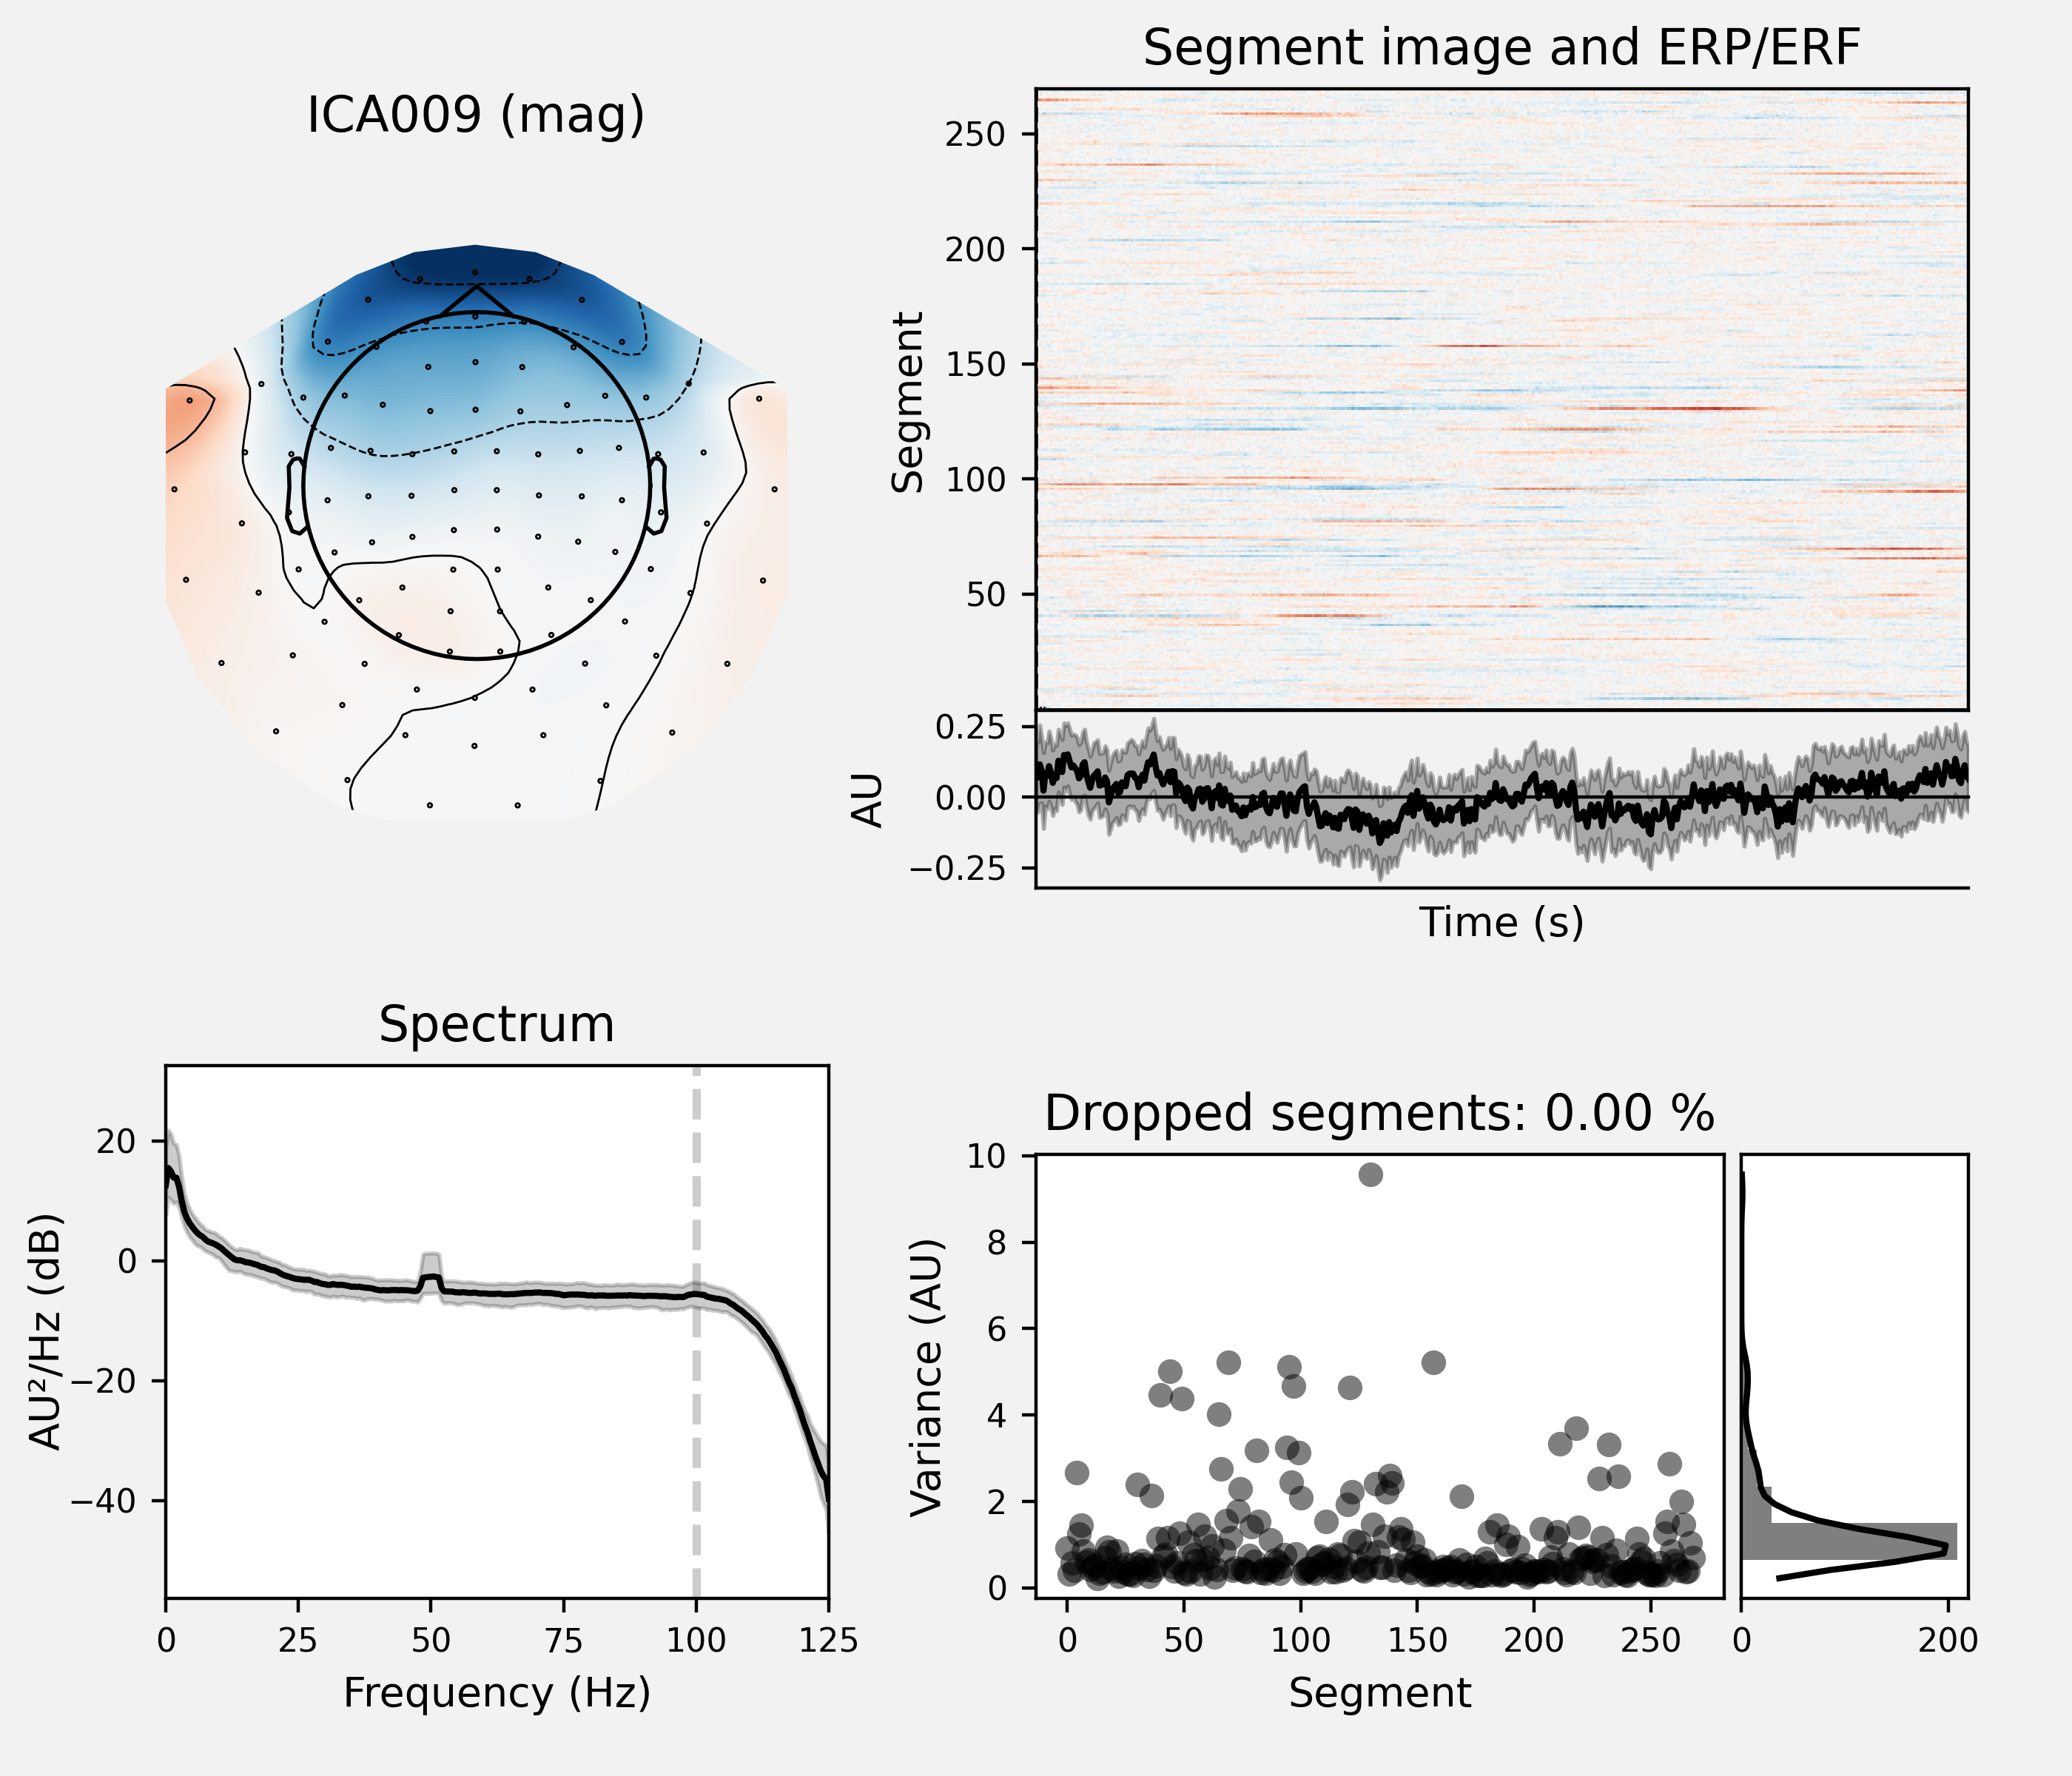 ICA009 (mag)
Segment image and ERP/ERF
Segment
250
200
150
100
50
AU
0.25
0.00
−0.25
Time (s)
Spectrum
AU²/Hz (dB)
20
0
−20
−40
0 25 50 75 100 125
Frequency (Hz)
Dropped segments: 0.00 %
Variance (AU)
10
8
6
4
2
0
0 50 100 150 200 250
Segment
0 200